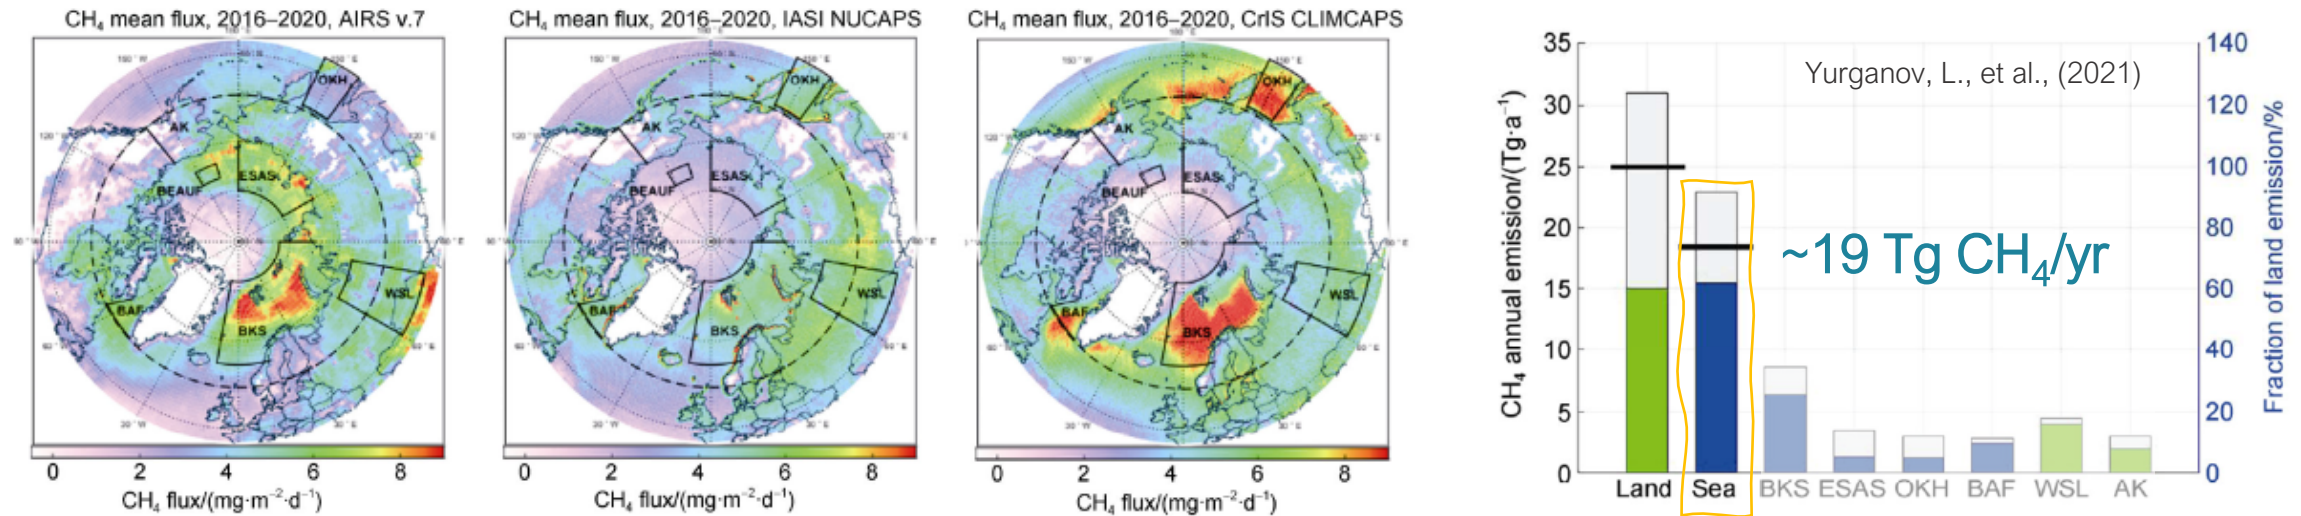 CH₄ mean flux, 2016–2020, AIRS v.7
OKH
AK
BEAUF
ESAS
BAF
BKS
WSL
0 2 4 6 8
CH₄ flux/(mg·m⁻²·d⁻¹)
CH₄ mean flux, 2016–2020, IASI NUCAPS
OKH
AK
BEAUF
ESAS
BAF
BKS
WSL
0 2 4 6 8
CH₄ flux/(mg·m⁻²·d⁻¹)
CH₄ mean flux, 2016–2020, CrIS CLIMCAPS
OKH
AK
BEAUF
ESAS
BAF
BKS
WSL
0 2 4 6 8
CH₄ flux/(mg·m⁻²·d⁻¹)
Yurganov, L., et al., (2021)
~19 Tg CH₄/yr
CH₄ annual emission/(Tg·a⁻¹)
35
30
25
20
15
10
5
0
140
120
100
80
60
40
20
0
Fraction of land emission/%
Land Sea BKS ESAS OKH BAF WSL AK